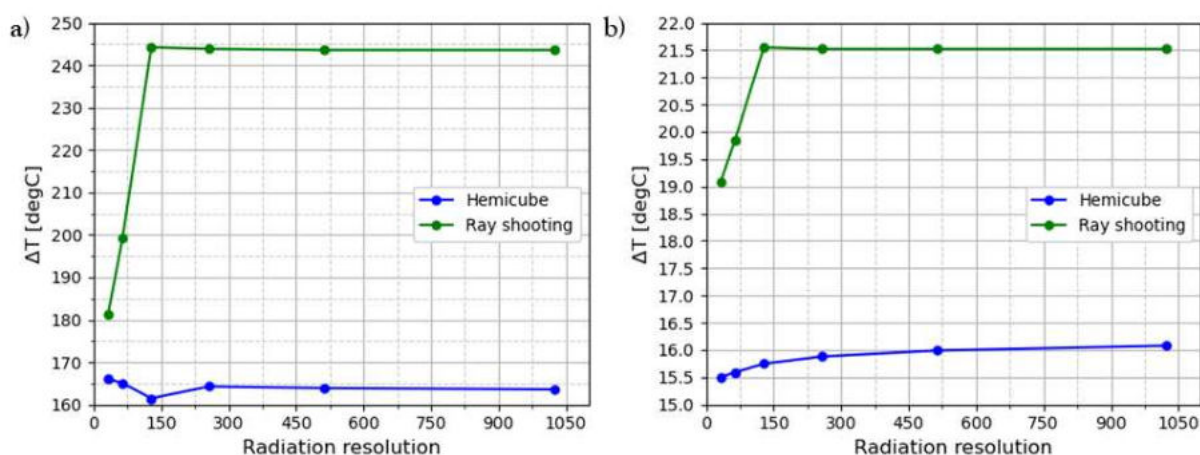 a)
250
240
230
220
210
200
190
180
170
160
ΔT [degC]
Hemicube
Ray shooting
0 150 300 450 600 750 900 1050
Radiation resolution
b)
22.0
21.5
21.0
20.5
20.0
19.5
19.0
18.5
18.0
17.5
17.0
16.5
16.0
15.5
15.0
ΔT [degC]
Hemicube
Ray shooting
0 150 300 450 600 750 900 1050
Radiation resolution